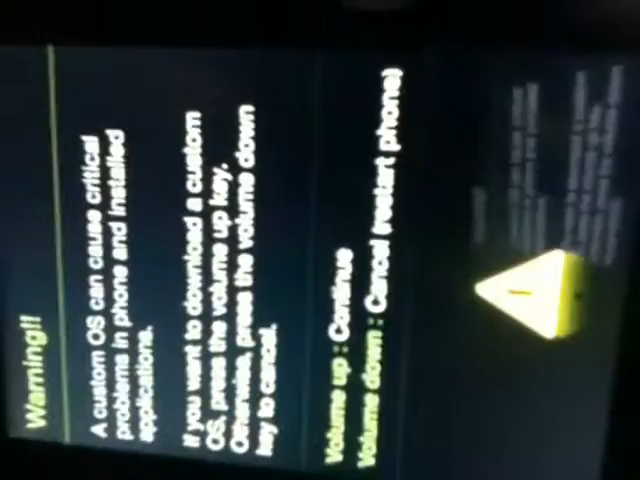 Warning!!
A custom OS can cause critical
problems in phone and installed
applications.
If you want to download a custom
OS, press the volume up key.
Otherwise, press the volume down
key to cancel.
Volume up : Continue
Volume down : Cancel (restart phone)